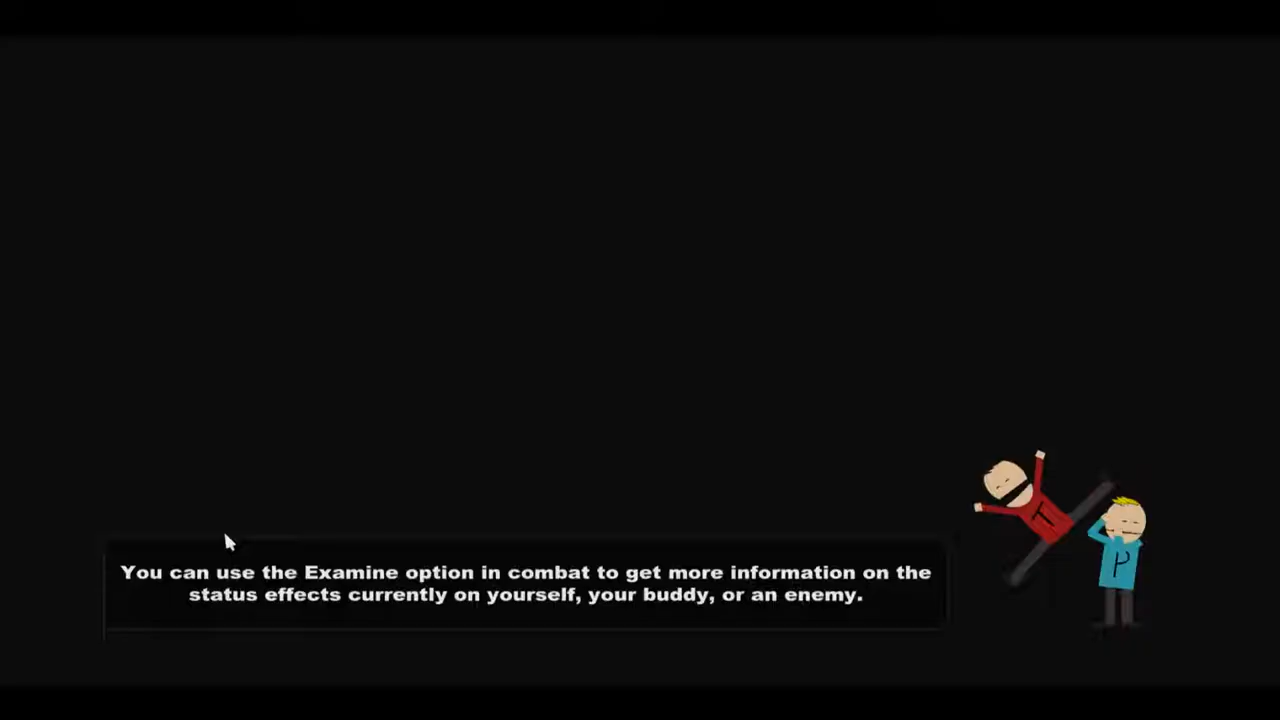 You can use the Examine option in combat to get more information on the
status effects currently on yourself, your buddy, or an enemy.
T
P